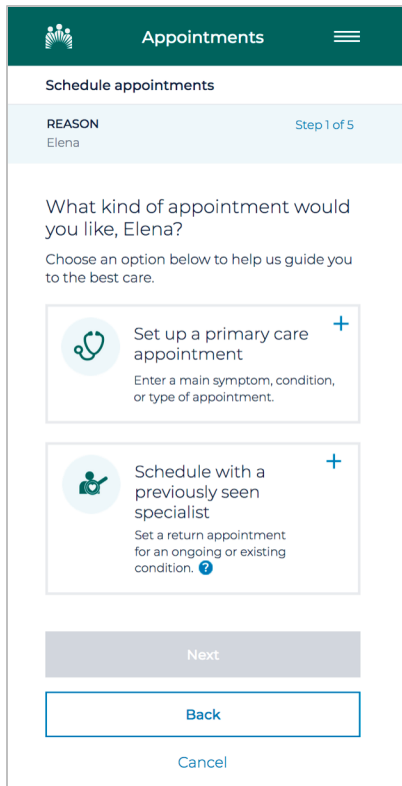 Appointments
Schedule appointments
REASON
Step 1 of 5
Elena
What kind of appointment would
you like, Elena?
Choose an option below to help us guide you
to the best care.
+
Set up a primary care
appointment
Enter a main symptom, condition,
or type of appointment.
+
Schedule with a
previously seen
specialist
Set a return appointment
for an ongoing or existing
condition. ?
Next
Back
Cancel